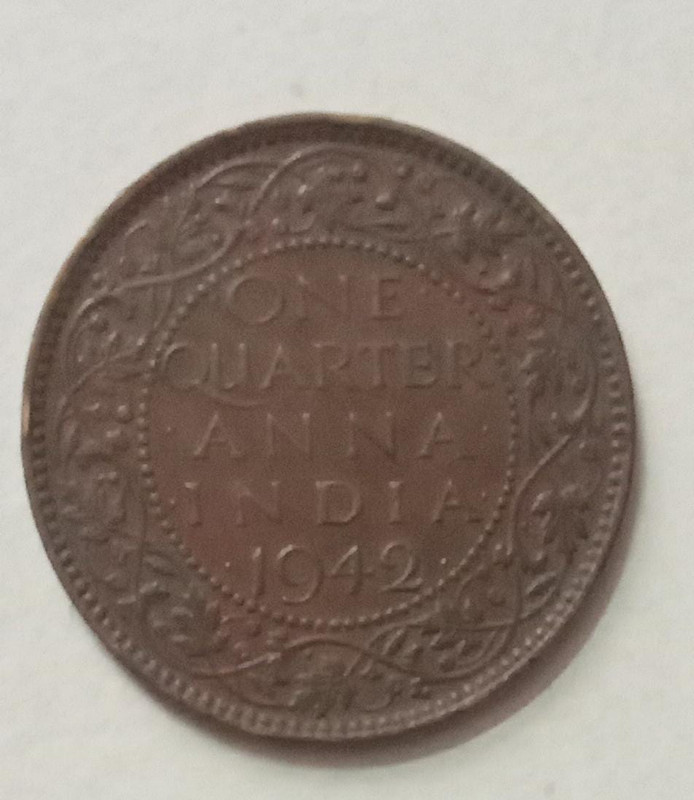 ONE
QUARTER
· ANNA ·
· INDIA ·
· 1942 ·